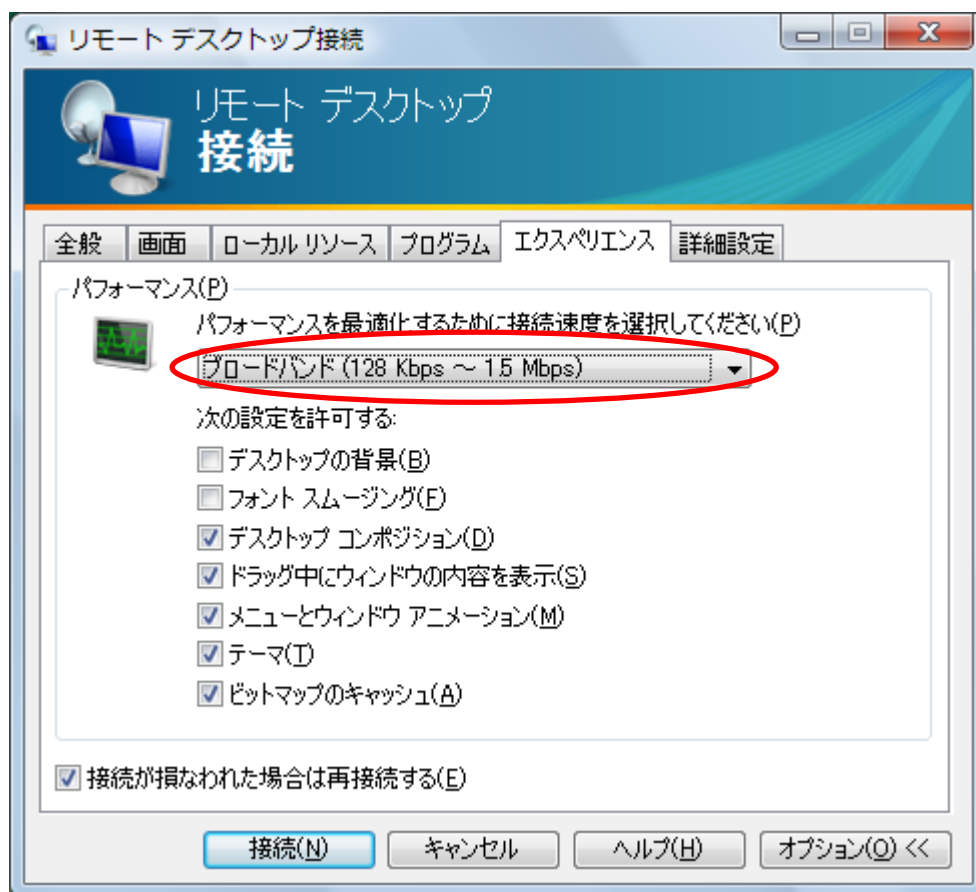 リモート デスクトップ接続
リモート デスクトップ
接続
全般 画面 ローカル リソース プログラム エクスペリエンス 詳細設定
パフォーマンス(P)
パフォーマンスを最適化するために接続速度を選択してください(P)
ブロードバンド (128 Kbps ～ 1.5 Mbps)
次の設定を許可する:
デスクトップの背景(B)
フォント スムージング(F)
デスクトップ コンポジション(D)
ドラッグ中にウィンドウの内容を表示(S)
メニューとウィンドウ アニメーション(M)
テーマ(T)
ビットマップのキャッシュ(A)
接続が損なわれた場合は再接続する(E)
接続(N) キャンセル ヘルプ(H) オプション(O) <<